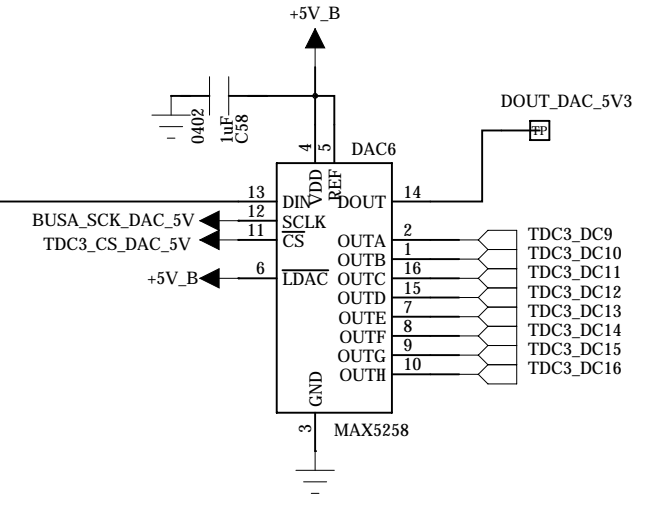 +5V_B
DOUT_DAC_5V3
TP
0402
1uF
C58
4
5
DAC6
VDD
REF
13 DIN
DOUT 14
BUSA_SCK_DAC_5V 12 SCLK
TDC3_CS_DAC_5V 11 CS
+5V_B 6 LDAC
OUTA 2 TDC3_DC9
OUTB 1 TDC3_DC10
OUTC 16 TDC3_DC11
OUTD 15 TDC3_DC12
OUTE 7 TDC3_DC13
OUTF 8 TDC3_DC14
OUTG 9 TDC3_DC15
OUTH 10 TDC3_DC16
GND
3
MAX5258